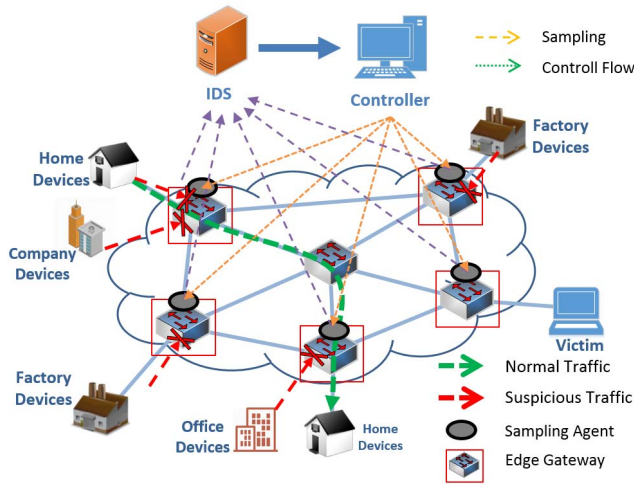 Sampling
Controll Flow
IDS
Controller
Factory
Devices
Home
Devices
Company
Devices
Victim
Normal Traffic
Factory
Devices
Suspicious Traffic
Office
Devices
Home
Devices
Sampling Agent
Edge Gateway